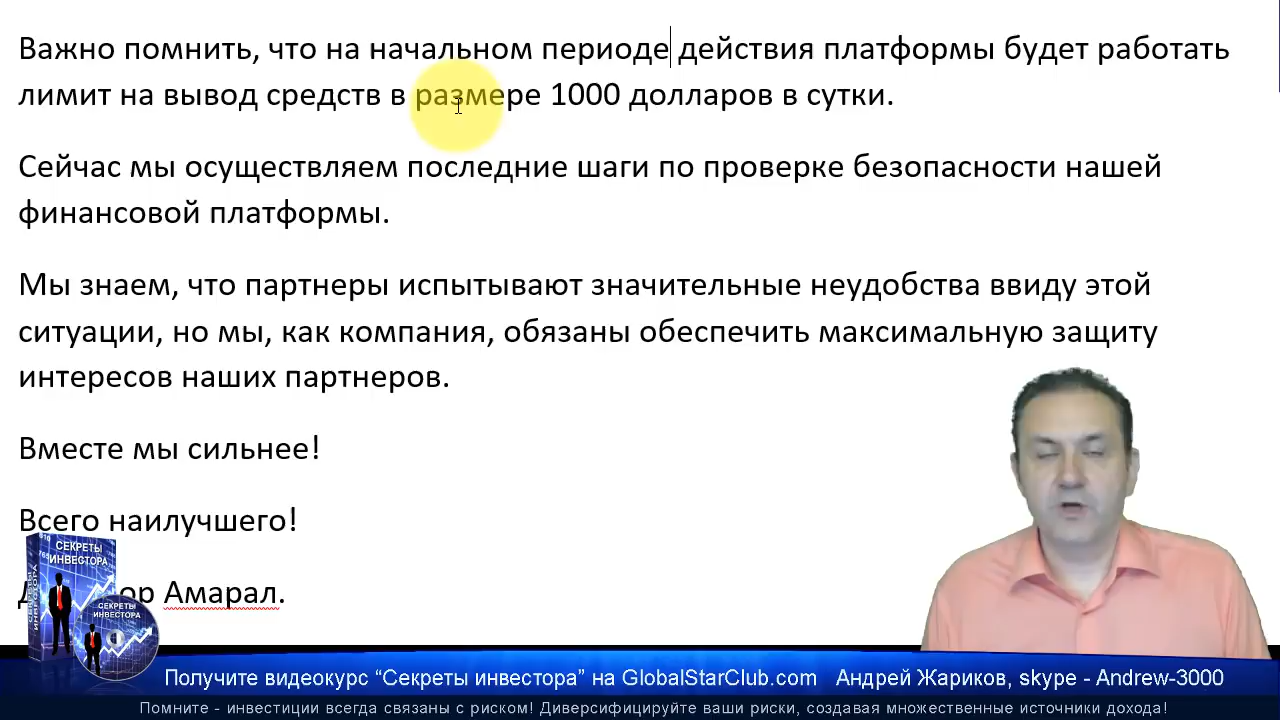 Важно помнить, что на начальном периоде действия платформы будет работать
лимит на вывод средств в размере 1000 долларов в сутки.
Сейчас мы осуществляем последние шаги по проверке безопасности нашей
финансовой платформы.
Мы знаем, что партнеры испытывают значительные неудобства ввиду этой
ситуации, но мы, как компания, обязаны обеспечить максимальную защиту
интересов наших партнеров.
Вместе мы сильнее!
Всего наилучшего!
Амарал.
СЕКРЕТЫ
ИНВЕСТОРА
СЕКРЕТЫ
ИНВЕСТОРА
Получите видеокурс “Секреты инвестора” на GlobalStarClub.com Андрей Жариков, skype - Andrew-3000
Помните - инвестиции всегда связаны с риском! Диверсифицируйте ваши риски, создавая множественные источники дохода!